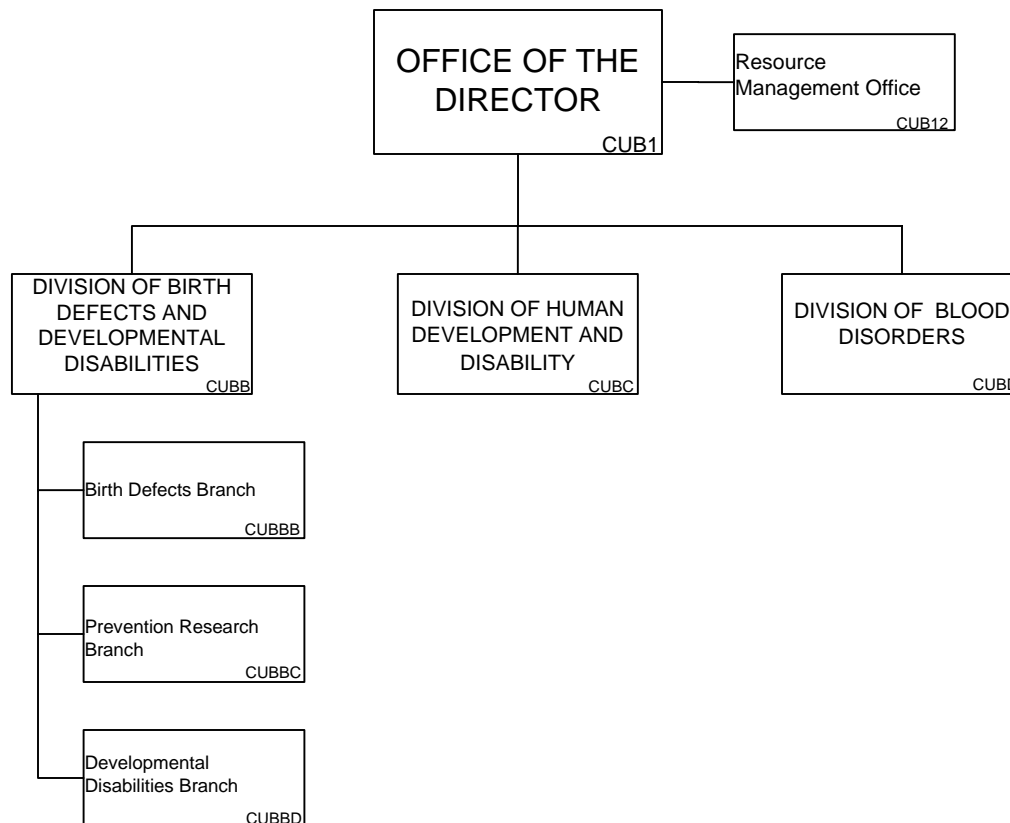 OFFICE OF THE
DIRECTOR
CUB1
Resource
Management Office
CUB12
DIVISION OF BIRTH
DEFECTS AND
DEVELOPMENTAL
DISABILITIES
CUBB
DIVISION OF HUMAN
DEVELOPMENT AND
DISABILITY
CUBC
DIVISION OF BLOOD
DISORDERS
CUBD
Birth Defects Branch
CUBBB
Prevention Research
Branch
CUBBC
Developmental
Disabilities Branch
CUBBD